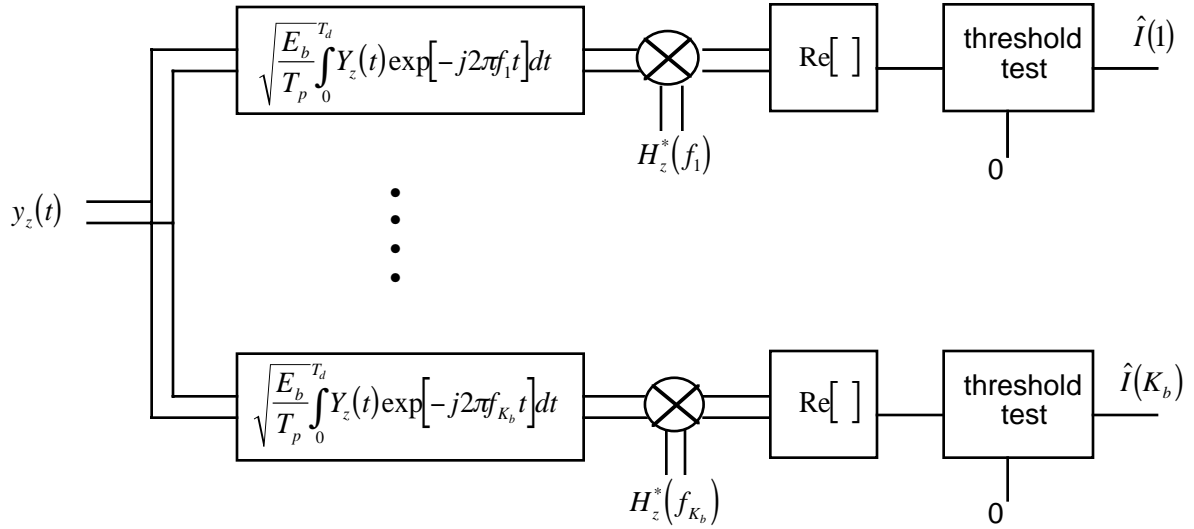 √(E_b/T_p) ∫_0^{T_d} Y_z(t) exp[-j2πf_1t]dt
Re[ ]
threshold
test
Î(1)
H_z^*(f_1)
0
y_z(t)
√(E_b/T_p) ∫_0^{T_d} Y_z(t) exp[-j2πf_{K_b}t]dt
Re[ ]
threshold
test
Î(K_b)
H_z^*(f_{K_b})
0